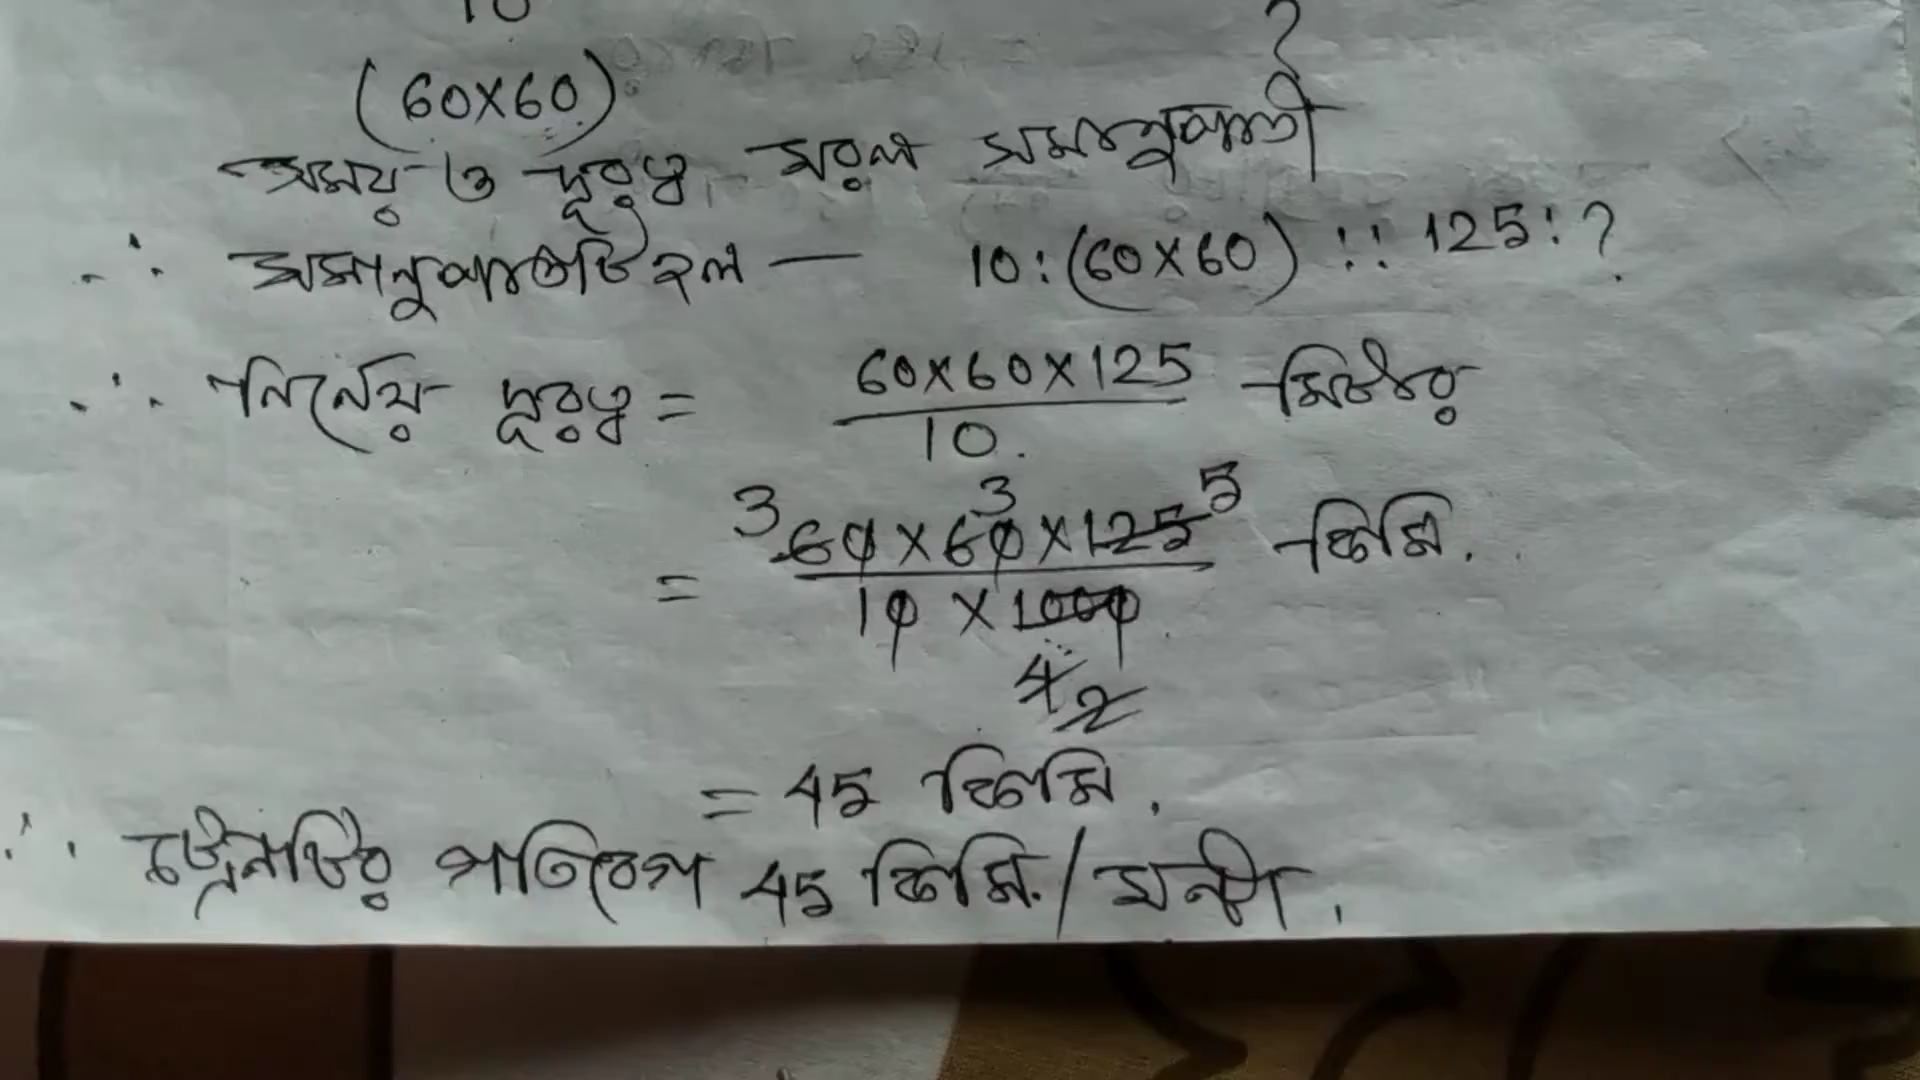 10 ?
(60×60)
সময় ও দূরত্ব সরল সমানুপাতী
∴ সমানুপাতটি হল — 10:(60×60) :: 125:?
∴ নির্ণেয় দূরত্ব = 60×60×125 / 10 মিটার
= 3 60 × 60 3 × 125 5 / 10 × 1000 কিমি.
4 2
= 45 কিমি.
∴ ট্রেনটির গতিবেগ 45 কিমি./ঘন্টা.